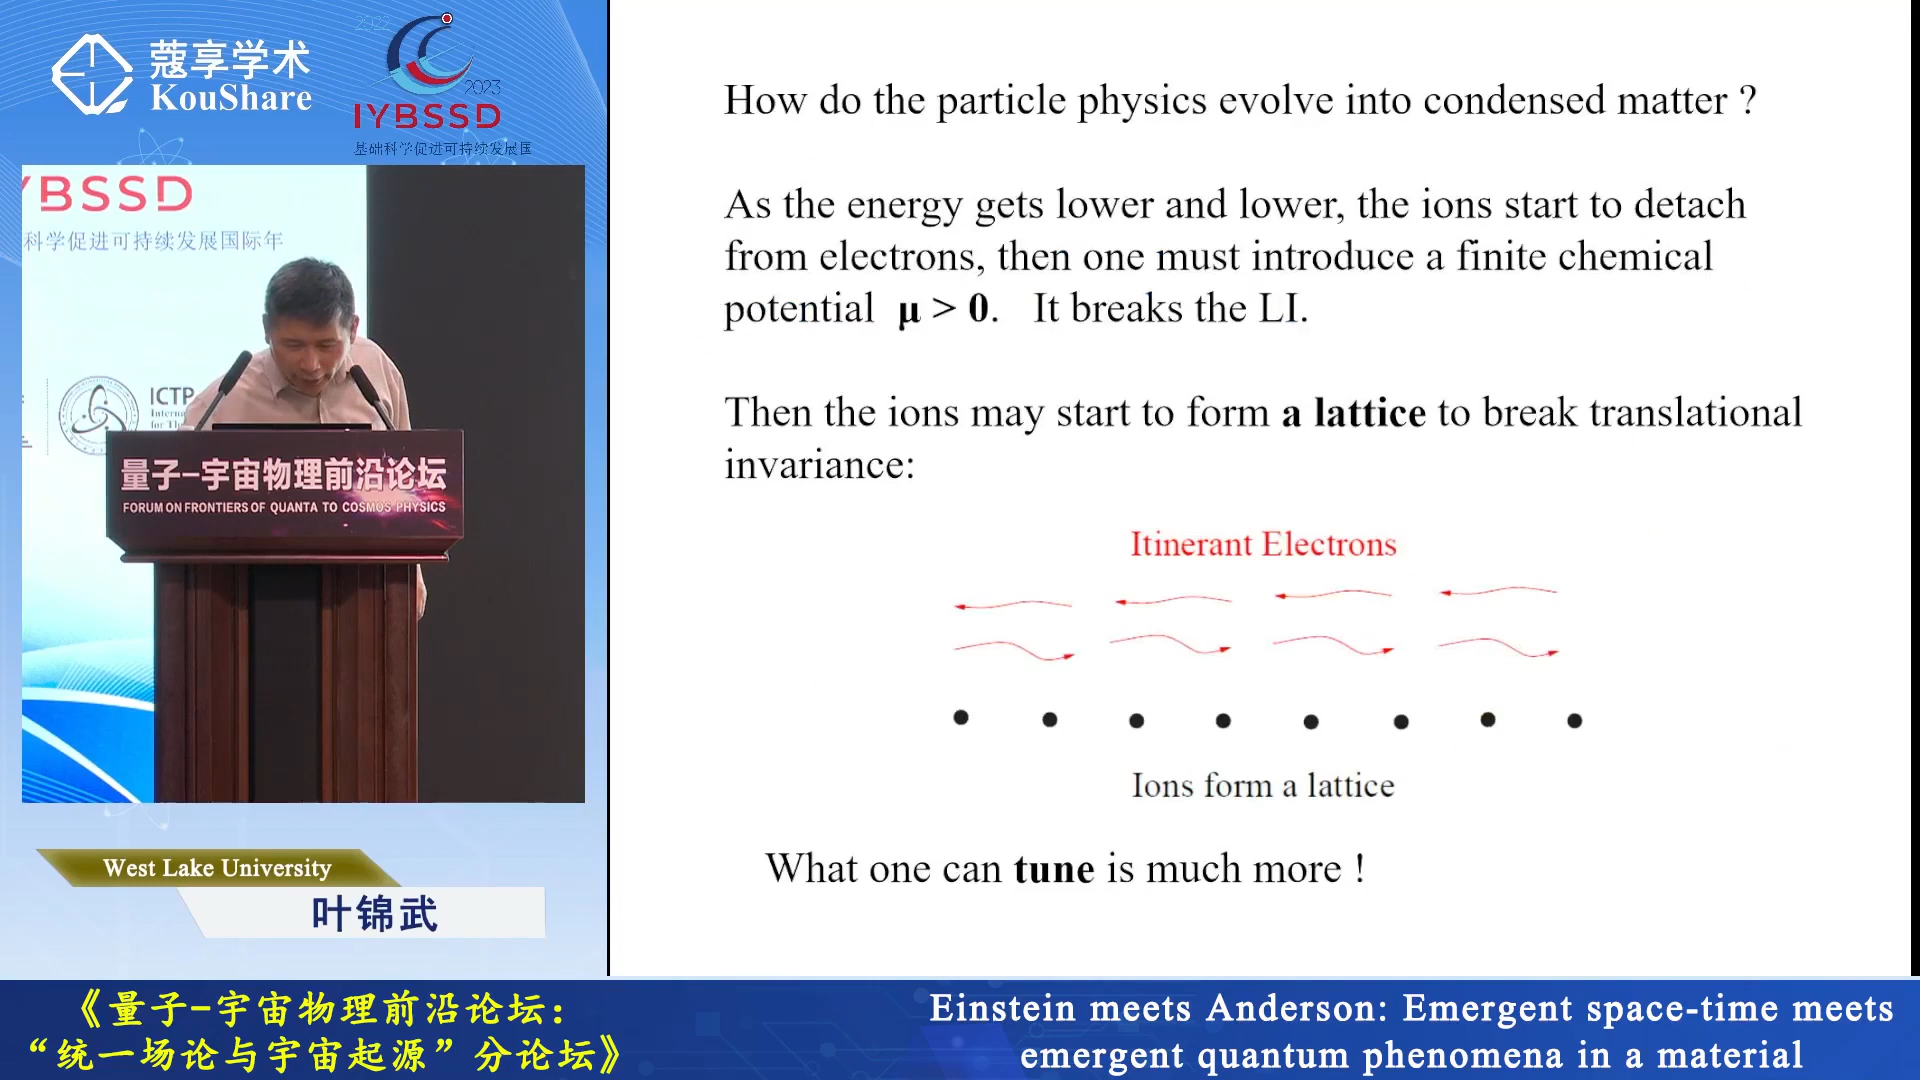 蔻享学术
KouShare
2022
2023
IYBSSD
基础科学促进可持续发展国
YBSSD
科学促进可持续发展国际年
ICTP
量子-宇宙物理前沿论坛
FORUM ON FRONTIERS OF QUANTA TO COSMOS PHYSICS
West Lake University
叶锦武
How do the particle physics evolve into condensed matter ?
As the energy gets lower and lower, the ions start to detach
from electrons, then one must introduce a finite chemical
potential μ > 0. It breaks the LI.
Then the ions may start to form a lattice to break translational
invariance:
Itinerant Electrons
Ions form a lattice
What one can tune is much more !
《量子-宇宙物理前沿论坛：
“统一场论与宇宙起源”分论坛》
Einstein meets Anderson: Emergent space-time meets
emergent quantum phenomena in a material